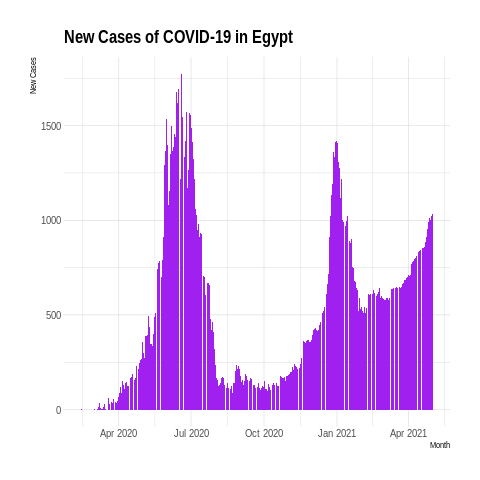 New Cases of COVID-19 in Egypt
New Cases
1500
1000
500
0
Apr 2020 Jul 2020 Oct 2020 Jan 2021 Apr 2021
Month